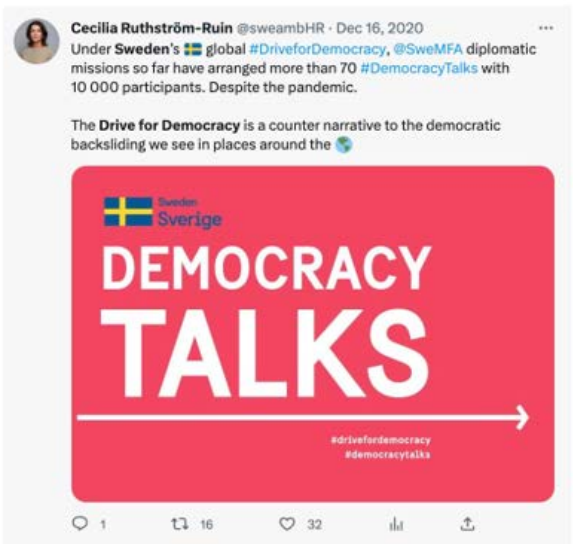 Cecilia Ruthström-Ruin @sweambHR · Dec 16, 2020
Under Sweden's 🇸🇪 global #DriveforDemocracy, @SweMFA diplomatic
missions so far have arranged more than 70 #DemocracyTalks with
10 000 participants. Despite the pandemic.
The Drive for Democracy is a counter narrative to the democratic
backsliding we see in places around the 🌎
Sweden
Sverige
DEMOCRACY
TALKS
#drivefordemocracy
#democracytalks
1 16 32